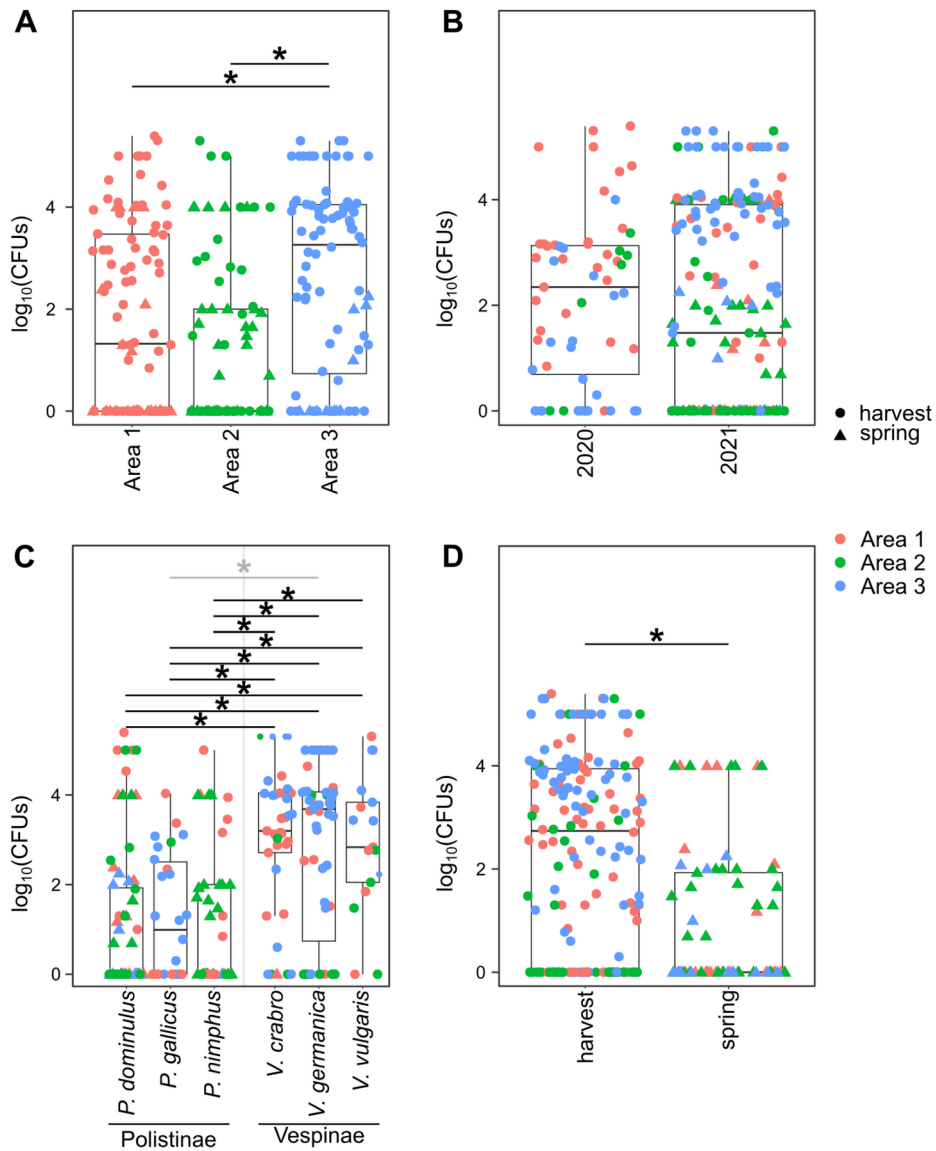 A
*
*
log10(CFUs)
4
2
0
Area 1
Area 2
Area 3
B
log10(CFUs)
4
2
0
2020
2021
harvest
spring
C
*
*
*
*
*
*
*
*
*
*
log10(CFUs)
4
2
0
P. dominulus
P. gallicus
P. nimphus
V. crabro
V. germanica
V. vulgaris
Polistinae
Vespinae
Area 1
Area 2
Area 3
D
*
log10(CFUs)
4
2
0
harvest
spring